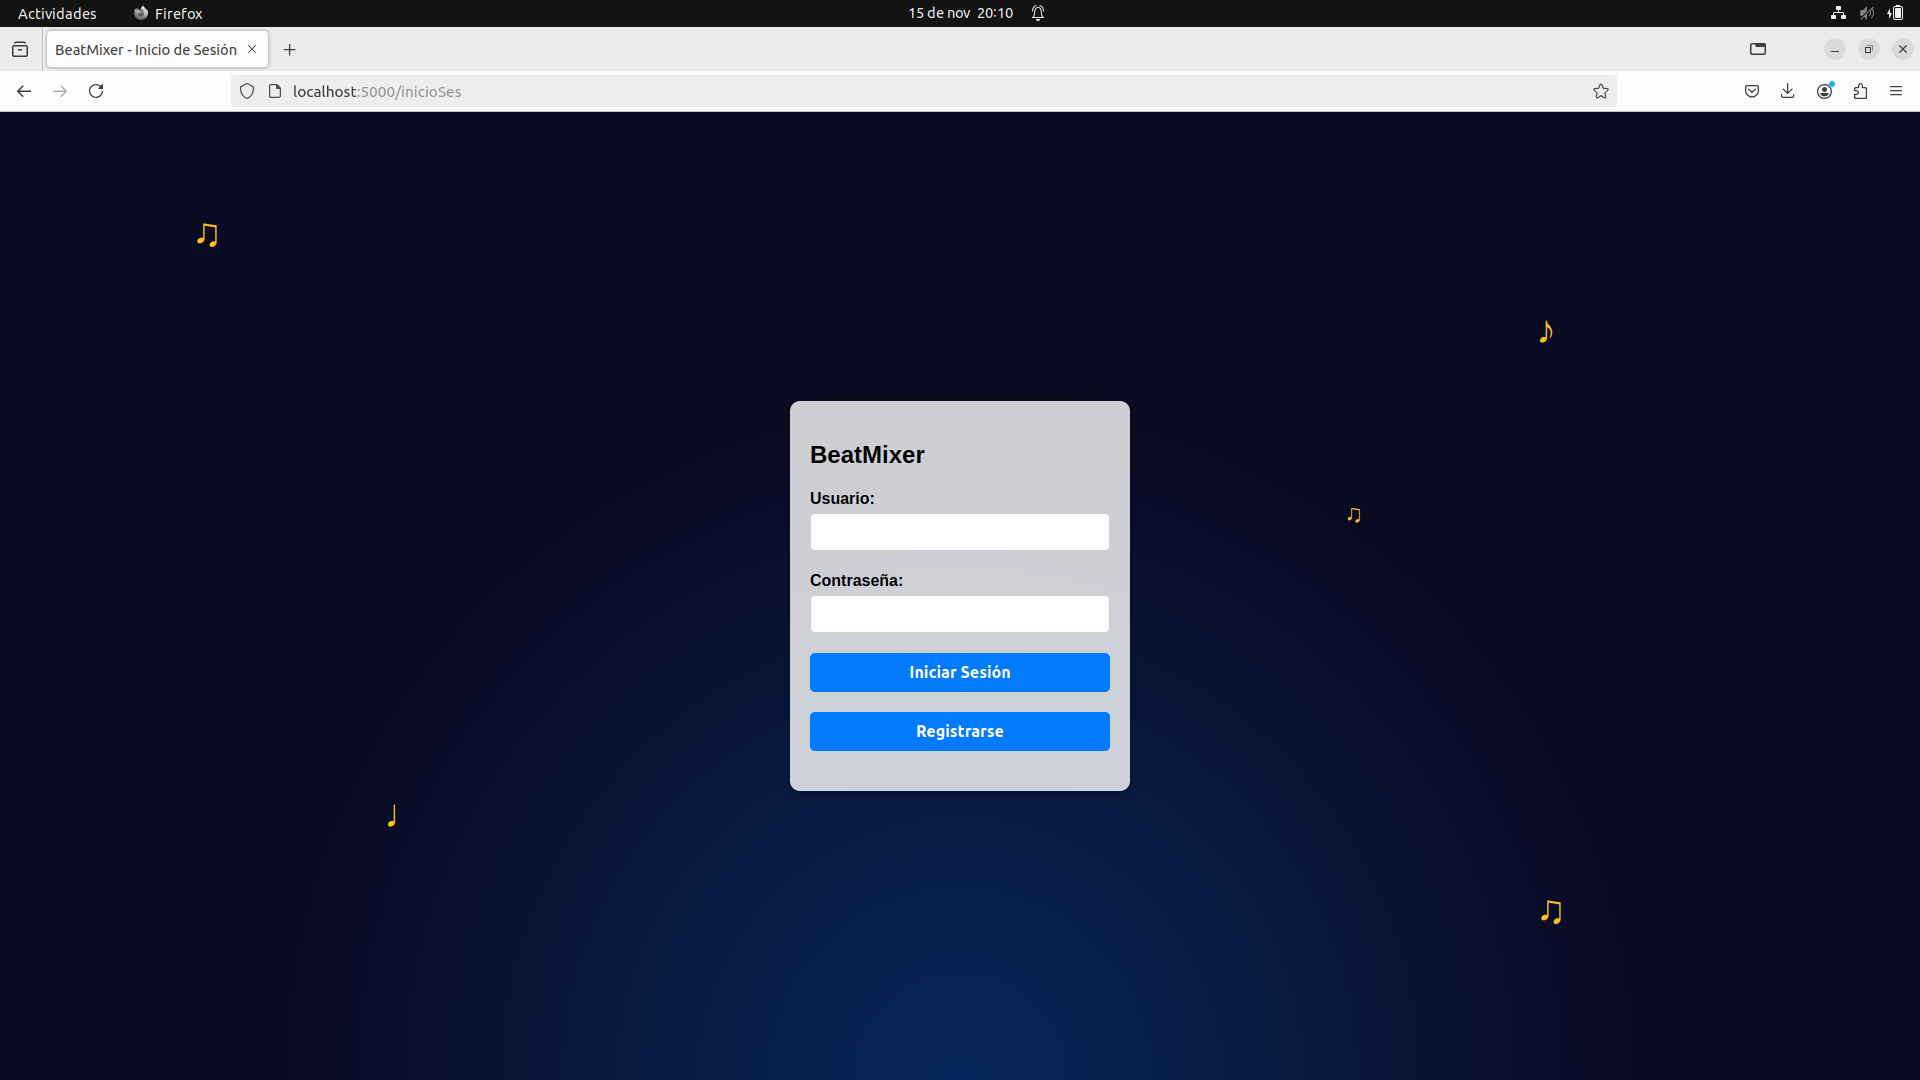 Actividades Firefox 15 de nov 20:10
BeatMixer - Inicio de Sesión
localhost:5000/inicioSes
BeatMixer
Usuario:
Contraseña:
Iniciar Sesión
Registrarse